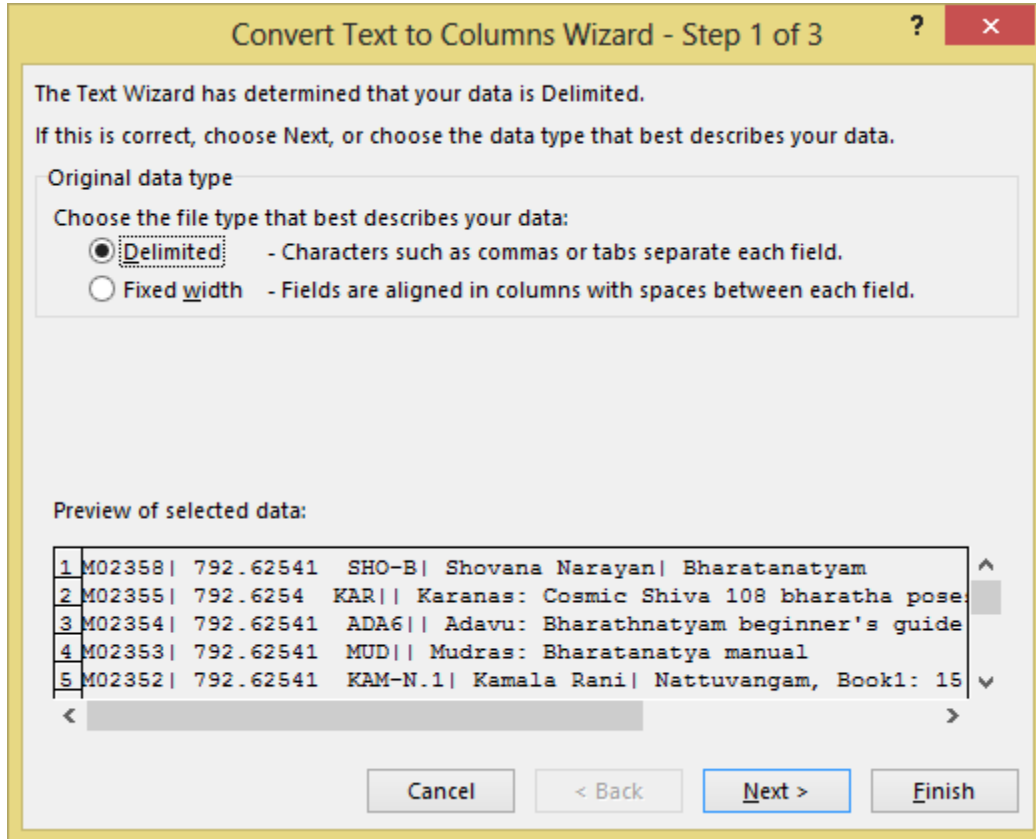 Convert Text to Columns Wizard - Step 1 of 3 ? ×
The Text Wizard has determined that your data is Delimited.
If this is correct, choose Next, or choose the data type that best describes your data.
Original data type
Choose the file type that best describes your data:
Delimited - Characters such as commas or tabs separate each field.
Fixed width - Fields are aligned in columns with spaces between each field.
Preview of selected data:
1 M02358| 792.62541  SHO-B| Shovana Narayan| Bharatanatyam
2 M02355| 792.6254  KAR|| Karanas: Cosmic Shiva 108 bharatha poses
3 M02354| 792.62541  ADA6|| Adavu: Bharathnatyam beginner's guide
4 M02353| 792.62541  MUD|| Mudras: Bharatanatya manual
5 M02352| 792.62541  KAM-N.1| Kamala Rani| Nattuvangam, Book1: 15
Cancel < Back Next > Finish